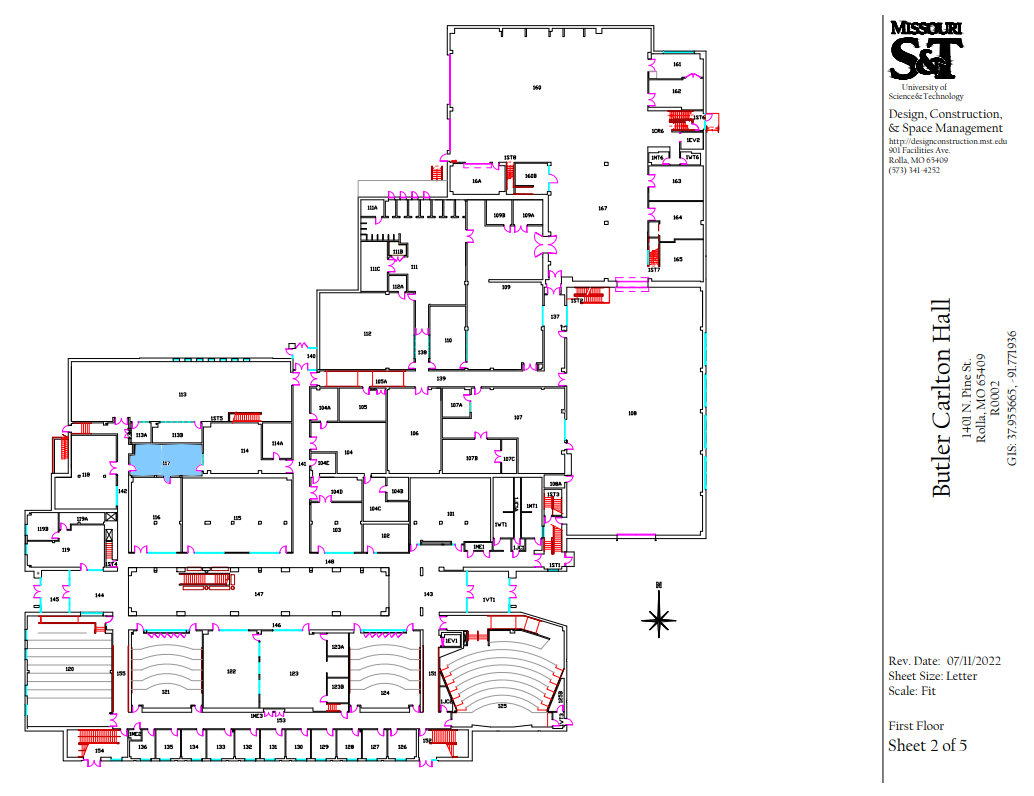 160
161
162
1ST6
1CR6
1EV2
1NT6
1WT6
163
164
165
1ST7
167
1ST8
16A
160B
111A
109B
109A
111B
111
111C
112A
109
1ST2
137
112
110
138
140
139
108
105A
113
104A
105
107A
107
1ST5
113A
113B
114
114A
106
104
104E
107B
107C
117
141
118
142
104D
104B
104C
108A
1ST3
116
115
101
1WT1
1NT1
119A
119B
119
103
102
1ME1
1JC1
1ST4
148
1ST1
145
144
147
143
1VT1
146
1EV1
120
155
121
122
123
123A
123B
124
151
125
1ME3
153
1ME2
154
136
135
134
133
132
131
130
129
128
127
126
152
MISSOURI
S&T
University of
Science&Technology
Design, Construction,
& Space Management
http://designconstruction.mst.edu
901 Facilities Ave.
Rolla, MO 65409
(573) 341-4252
Butler Carlton Hall
1401 N. Pine St.
Rolla, MO 65409
R0002
GIS: 37.955665, -91.771936
Rev. Date: 07/11/2022
Sheet Size: Letter
Scale: Fit
First Floor
Sheet 2 of 5